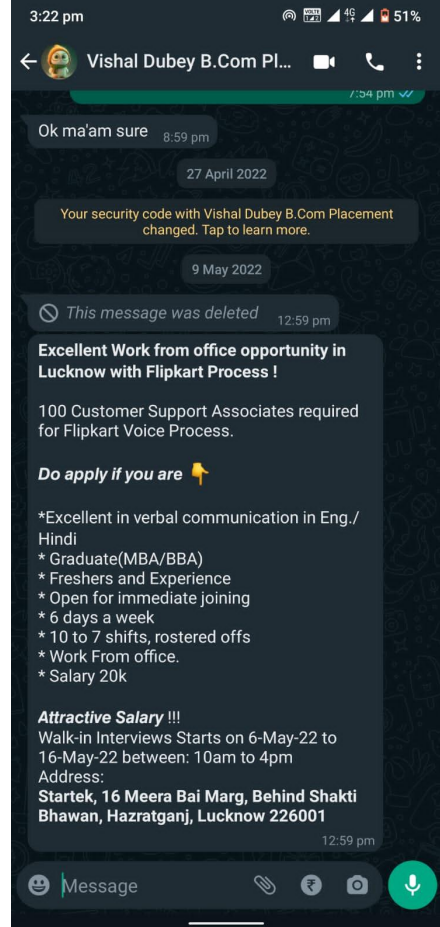 3:22 pm
VOLTE 1 2 4G 51%
Vishal Dubey B.Com Pl...
7:54 pm
Ok ma'am sure 8:59 pm
27 April 2022
Your security code with Vishal Dubey B.Com Placement
changed. Tap to learn more.
9 May 2022
This message was deleted 12:59 pm
Excellent Work from office opportunity in
Lucknow with Flipkart Process !
100 Customer Support Associates required
for Flipkart Voice Process.
Do apply if you are 👇
*Excellent in verbal communication in Eng./
Hindi
* Graduate(MBA/BBA)
* Freshers and Experience
* Open for immediate joining
* 6 days a week
* 10 to 7 shifts, rostered offs
* Work From office.
* Salary 20k
Attractive Salary !!!
Walk-in Interviews Starts on 6-May-22 to
16-May-22 between: 10am to 4pm
Address:
Startek, 16 Meera Bai Marg, Behind Shakti
Bhawan, Hazratganj, Lucknow 226001
12:59 pm
Message ₹